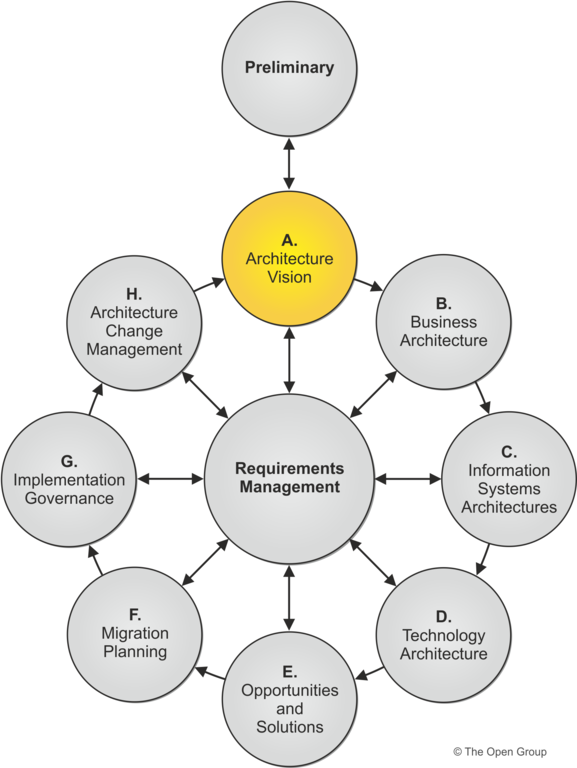 Preliminary
A.
Architecture
Vision
B.
Business
Architecture
C.
Information
Systems
Architectures
D.
Technology
Architecture
E.
Opportunities
and
Solutions
F.
Migration
Planning
G.
Implementation
Governance
H.
Architecture
Change
Management
Requirements
Management
© The Open Group